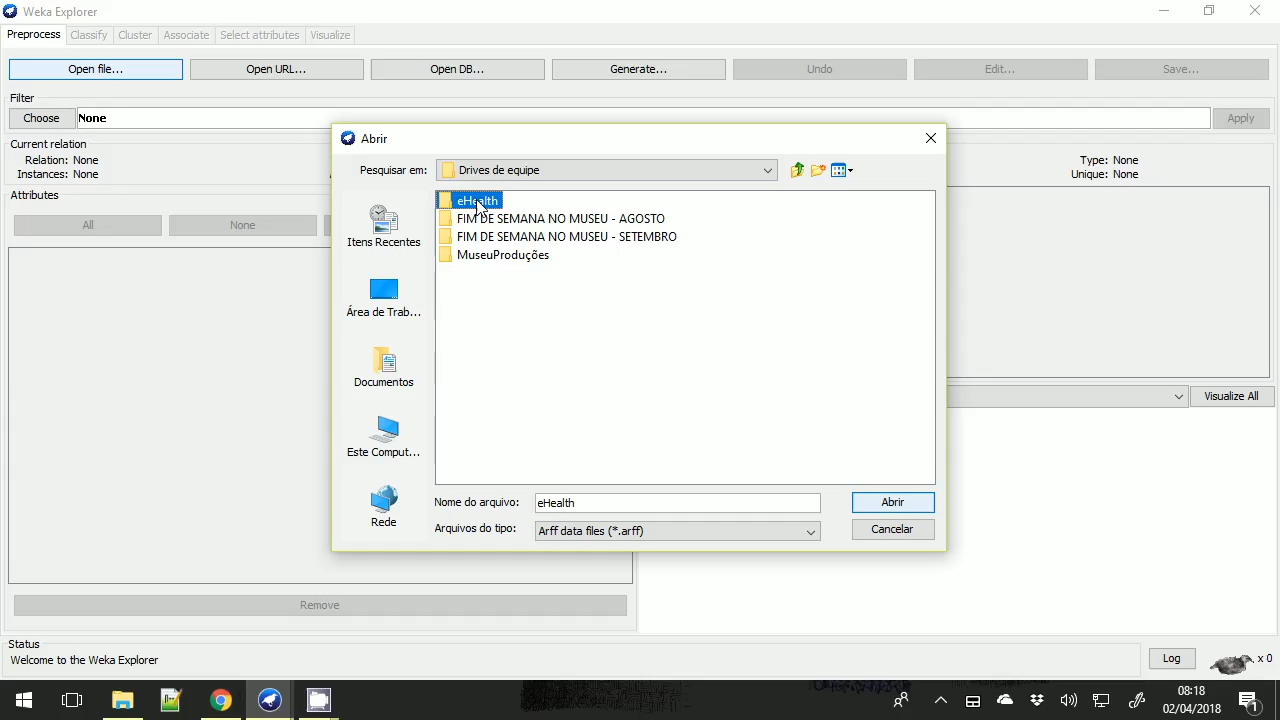 Weka Explorer
Preprocess Classify Cluster Associate Select attributes Visualize
Open file... Open URL... Open DB... Generate... Undo Edit... Save...
Filter
Choose None Apply
Current relation
Relation: None
Instances: None
Type: None
Unique: None
Attributes
All None
Visualize All
Remove
Status
Welcome to the Weka Explorer
Log
x 0
Abrir
Pesquisar em: Drives de equipe
Itens Recentes
Área de Trab...
Documentos
Este Comput...
Rede
eHealth
FIM DE SEMANA NO MUSEU - AGOSTO
FIM DE SEMANA NO MUSEU - SETEMBRO
MuseuProduções
Nome do arquivo: eHealth Abrir
Arquivos do tipo: Arff data files (*.arff) Cancelar
08:18
02/04/2018
1